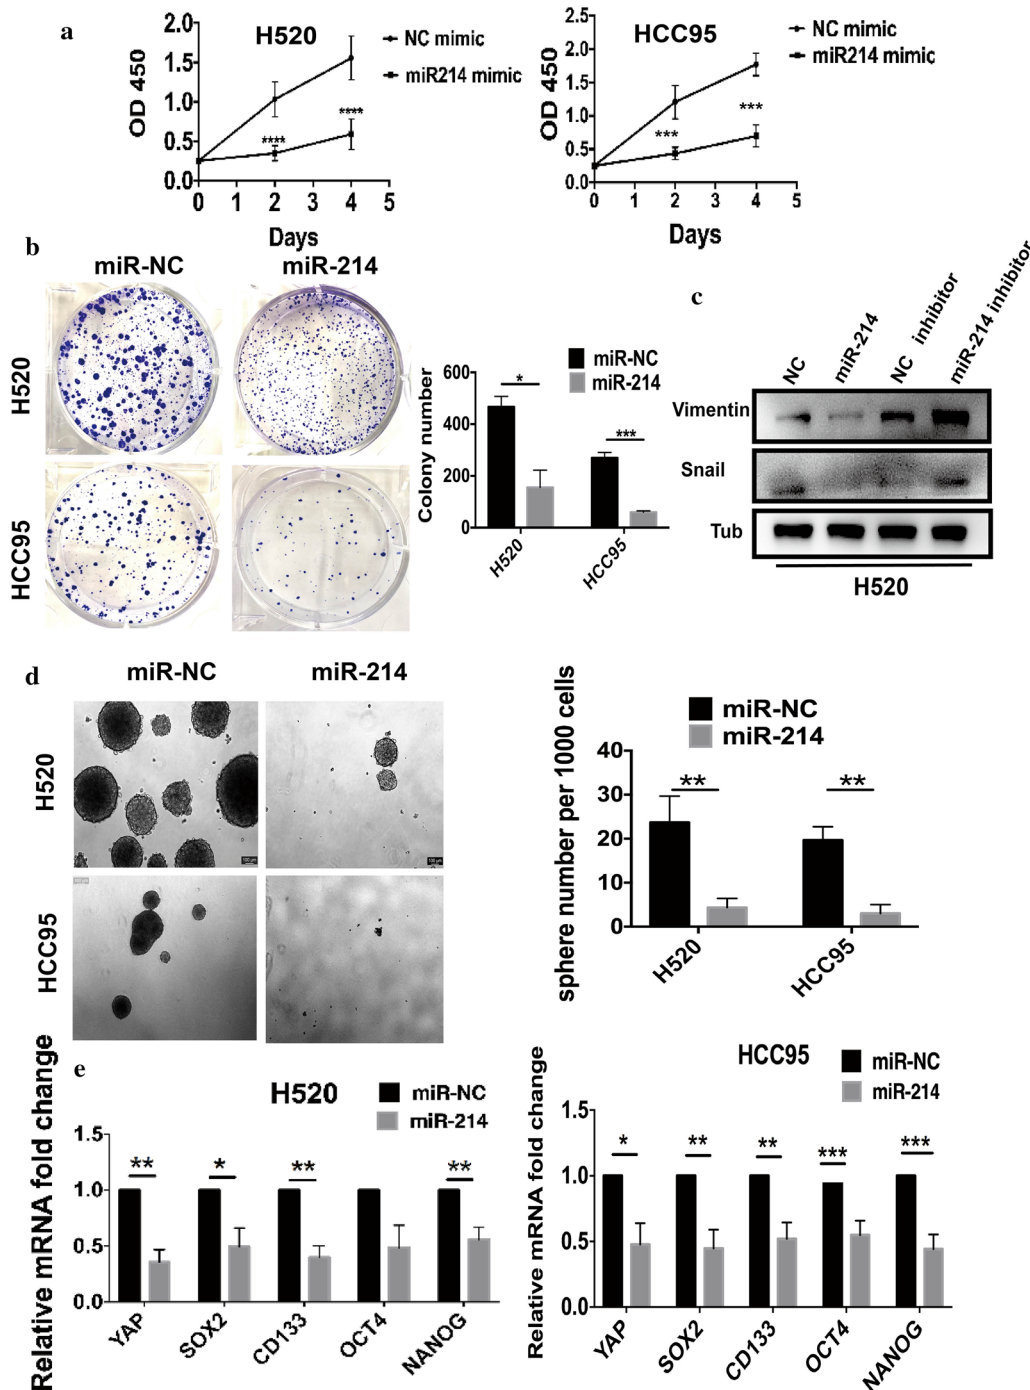 a
H520
NC mimic
miR214 mimic
OD 450
2.0
1.5
1.0
0.5
0.0
****
****
0 1 2 3 4 5
Days
HCC95
NC mimic
miR214 mimic
OD 450
2.5
2.0
1.5
1.0
0.5
0.0
***
***
0 1 2 3 4 5
Days
b
miR-NC miR-214
H520
HCC95
miR-NC
miR-214
Colony number
600
400
200
0
*
***
H520 HCC95
c
NC miR-214 NC inhibitor miR-214 inhibitor
Vimentin
Snail
Tub
H520
d
miR-NC miR-214
H520
HCC95
100 μm
100 μm
miR-NC
miR-214
sphere number per 1000 cells
40
30
20
10
0
** **
H520 HCC95
e
H520
miR-NC
miR-214
Relative mRNA fold change
1.5
1.0
0.5
0.0
** * ** **
YAP SOX2 CD133 OCT4 NANOG
HCC95
miR-NC
miR-214
Relative mRNA fold change
1.5
1.0
0.5
0.0
* ** ** *** ***
YAP SOX2 CD133 OCT4 NANOG